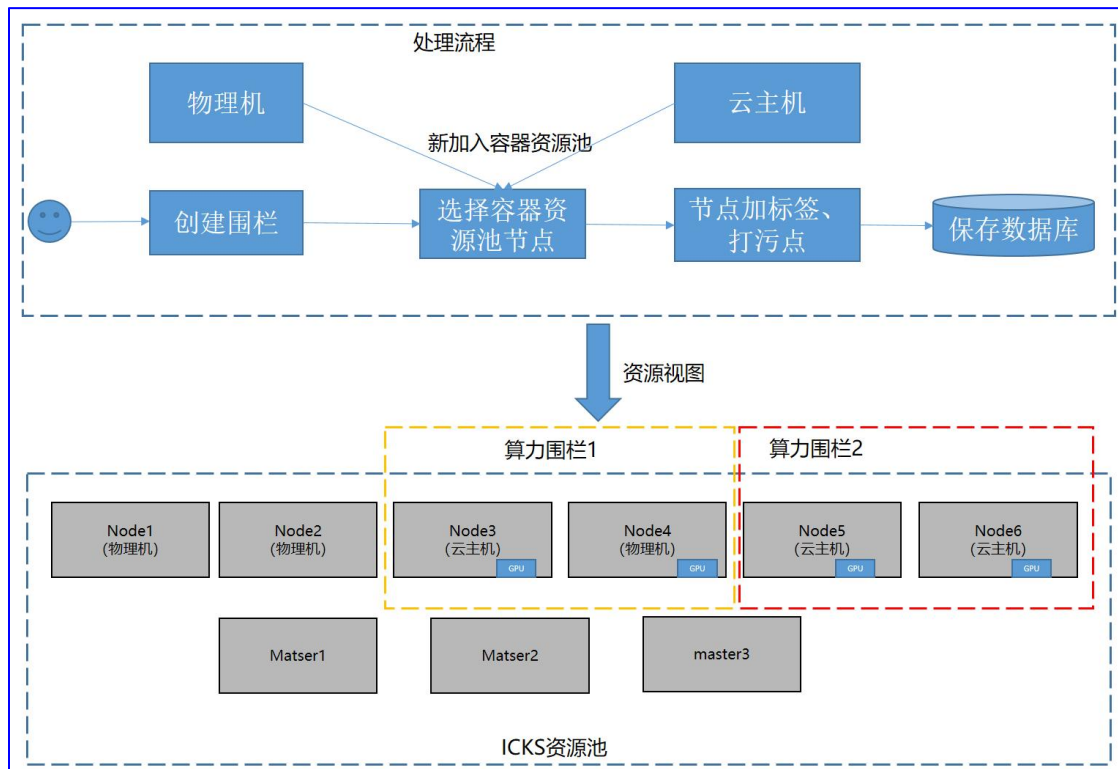 处理流程
物理机
云主机
新加入容器资源池
创建围栏
选择容器资
源池节点
节点加标签、
打污点
保存数据库
资源视图
算力围栏1
算力围栏2
Node1
(物理机)
Node2
(物理机)
Node3
(云主机)
GPU
Node4
(物理机)
GPU
Node5
(云主机)
GPU
Node6
(云主机)
GPU
Matser1
Matser2
master3
ICKS资源池